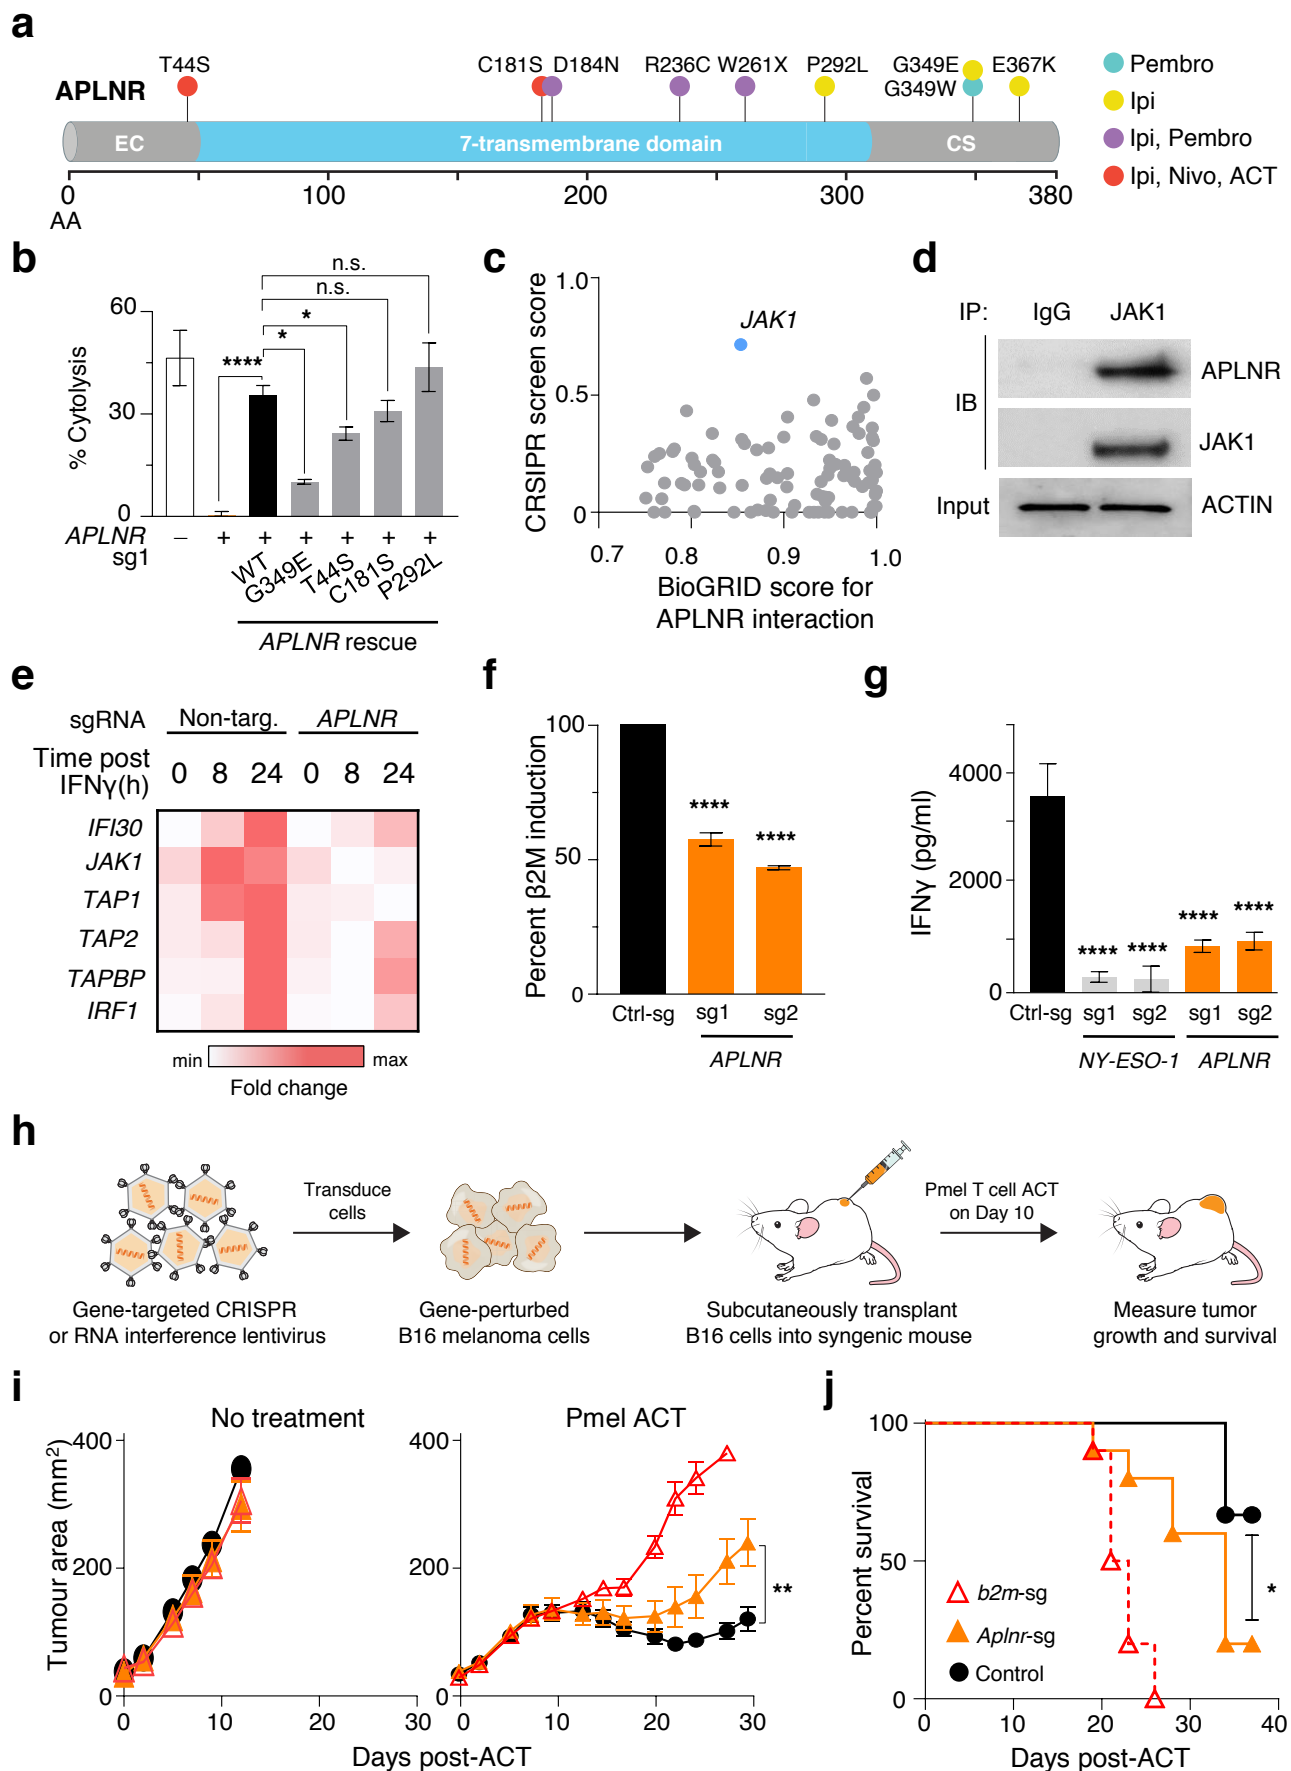 a
T44S
C181S
D184N
R236C
W261X
P292L
G349E
G349W
E367K
APLNR
EC
7-transmembrane domain
CS
0
100
200
300
380
AA
Pembro
Ipi
Ipi, Pembro
Ipi, Nivo, ACT
b
n.s.
n.s.
*
*
****
% Cytolysis
60
30
0
APLNR
sg1
– + + + + + +
WT
G349E
T44S
C181S
P292L
APLNR rescue
c
CRSIPR screen score
1.0
0.5
0
JAK1
0.7 0.8 0.9 1.0
BioGRID score for
APLNR interaction
d
IP: IgG JAK1
IB
APLNR
JAK1
Input
ACTIN
e
sgRNA Non-targ. APLNR
Time post
IFNγ(h)
0 8 24 0 8 24
IFI30
JAK1
TAP1
TAP2
TAPBP
IRF1
min max
Fold change
f
Percent β2M induction
100
50
0
****
****
Ctrl-sg sg1 sg2
APLNR
g
IFNγ (pg/ml)
4000
2000
0
****
****
****
****
Ctrl-sg sg1 sg2 sg1 sg2
NY-ESO-1 APLNR
h
Transduce
cells
Pmel T cell ACT
on Day 10
Gene-targeted CRISPR
or RNA interference lentivirus
Gene-perturbed
B16 melanoma cells
Subcutaneously transplant
B16 cells into syngenic mouse
Measure tumor
growth and survival
i
No treatment
Tumour area (mm²)
400
200
0
0 10 20 30
Pmel ACT
400
200
0
0 10 20 30
**
Days post-ACT
j
Percent survival
100
50
0
b2m-sg
Aplnr-sg
Control
*
0 20 30 40
Days post-ACT